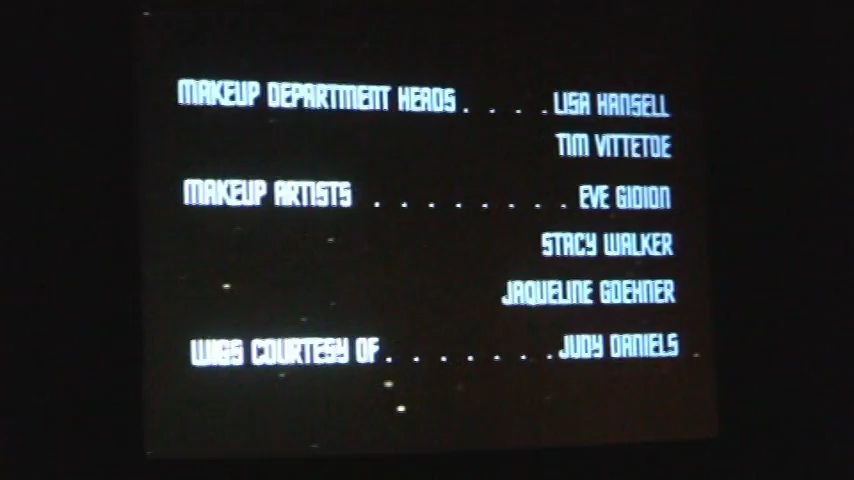 MAKEUP DEPARTMENT HEADS . . . . LISA HANSELL
TIM VITTETOE
MAKEUP ARTISTS . . . . . . . . EVE GIDION
STACY WALKER
JAQUELINE GOEHNER
WIGS COURTESY OF . . . . . . . JUDY DANIELS